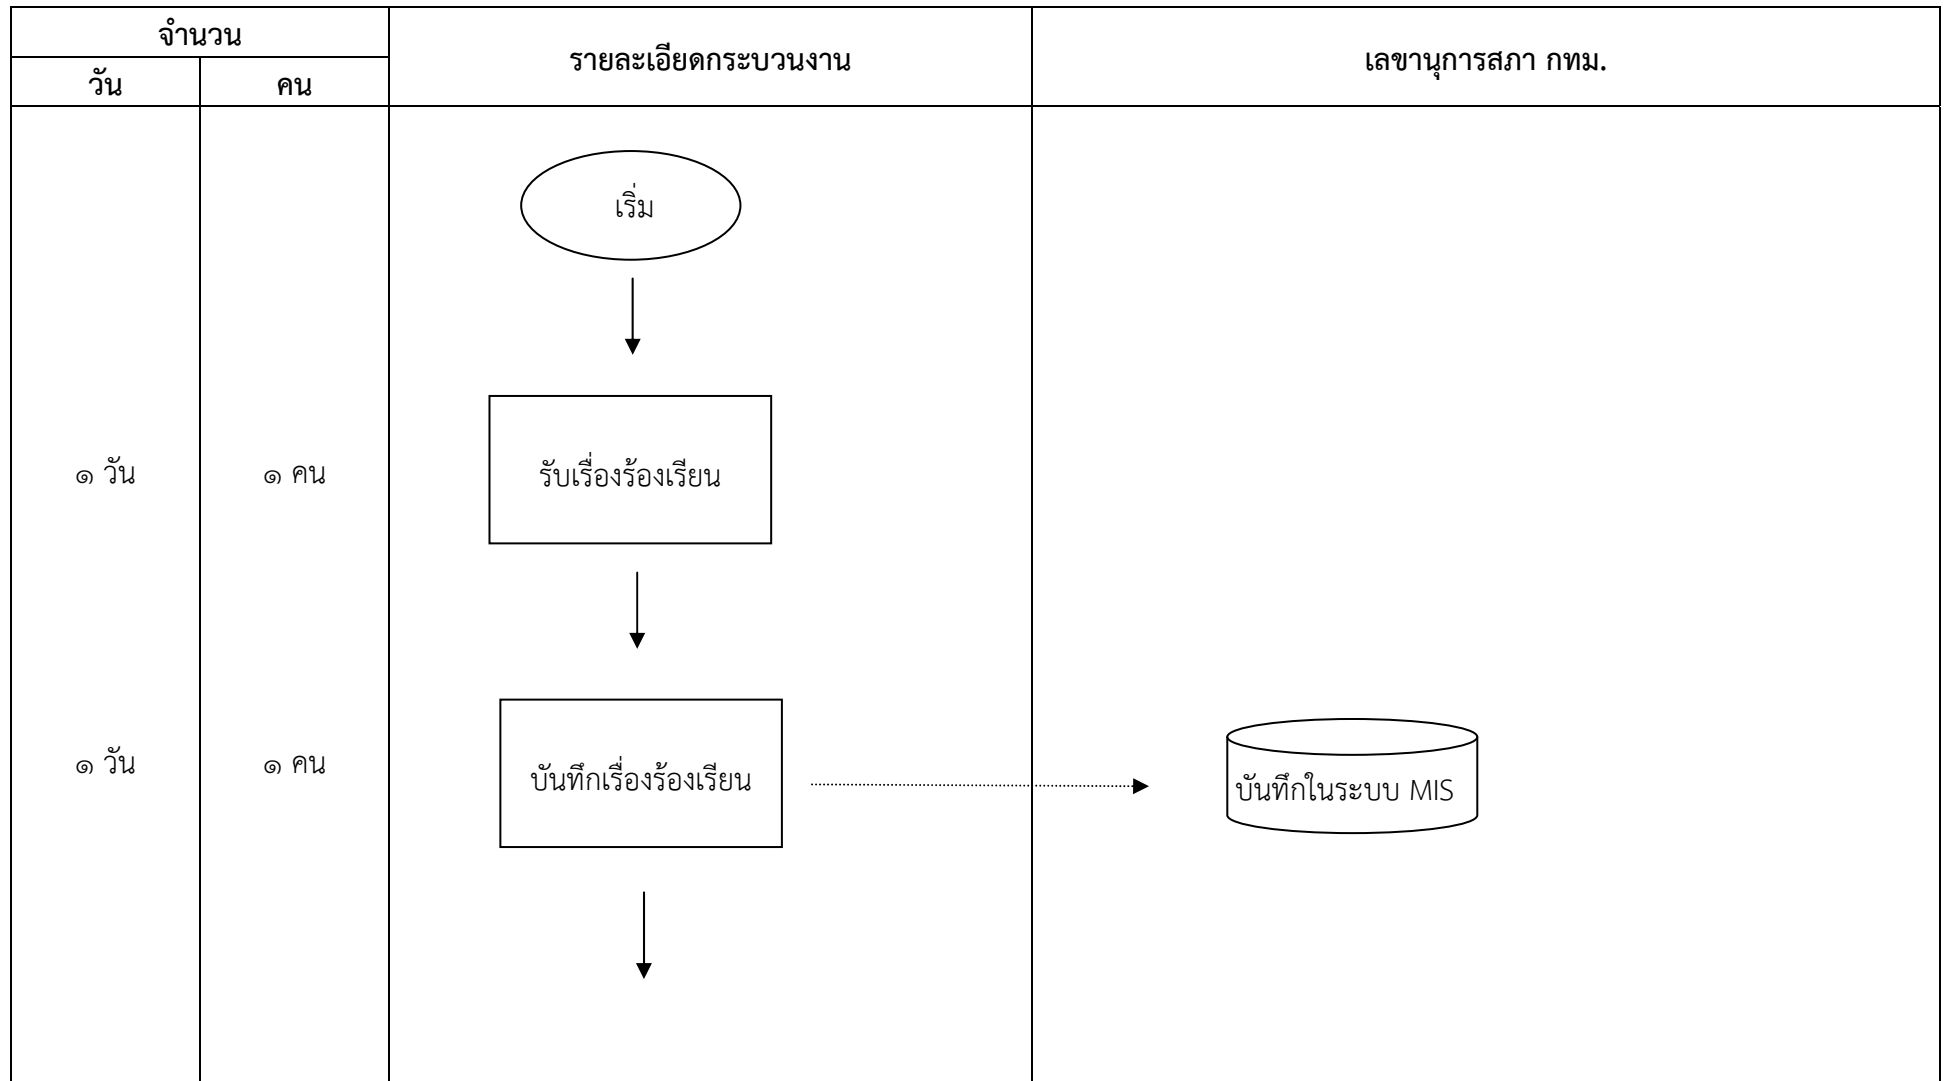 จำนวน
รายละเอียดกระบวนงาน
เลขานุการสภา กทม.
วัน
คน
เริ่ม
๑ วัน
๑ คน
รับเรื่องร้องเรียน
๑ วัน
๑ คน
บันทึกเรื่องร้องเรียน
บันทึกในระบบ MIS